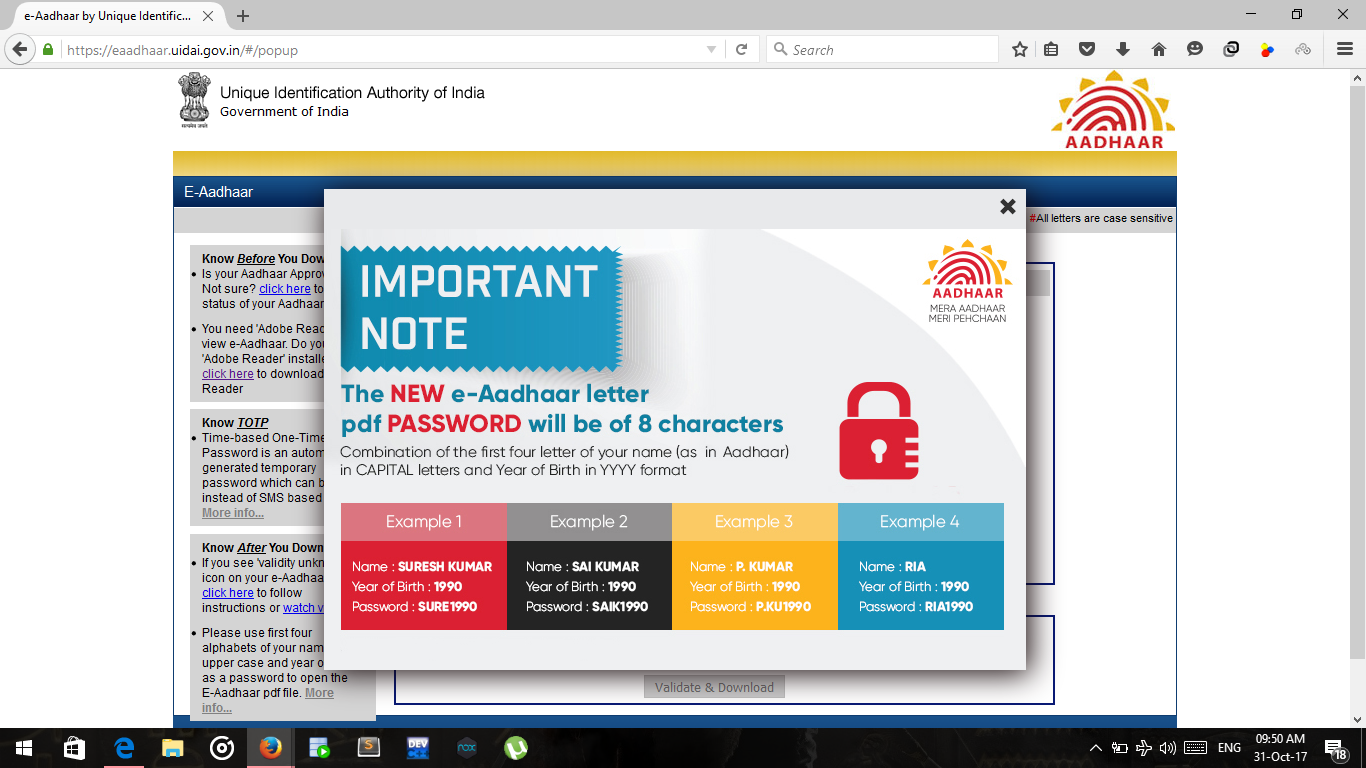 e-Aadhaar by Unique Identific...
https://eaadhaar.uidai.gov.in/#/popup
Search
सत्यमेव जयते
Unique Identification Authority of India
Government of India
AADHAAR
E-Aadhaar
#All letters are case sensitive
Know Before You Dow
Is your Aadhaar Approv
Not sure? click here to
status of your Aadhaar
You need 'Adobe Read
view e-Aadhaar. Do you
'Adobe Reader' installe
click here to download
Reader
Know TOTP
Time-based One-Time
Password is an autom
generated temporary
password which can b
instead of SMS based
More info...
Know After You Down
If you see 'validity unkn
icon on your e-Aadhaa
click here to follow
instructions or watch v
Please use first four
alphabets of your nam
upper case and year o
as a password to open the
E-Aadhaar pdf file. More
info...
IMPORTANT
NOTE
AADHAAR
MERA AADHAAR
MERI PEHCHAAN
The NEW e-Aadhaar letter
pdf PASSWORD will be of 8 characters
Combination of the first four letter of your name (as in Aadhaar)
in CAPITAL letters and Year of Birth in YYYY format
Example 1
Name : SURESH KUMAR
Year of Birth : 1990
Password : SURE1990
Example 2
Name : SAI KUMAR
Year of Birth : 1990
Password : SAIK1990
Example 3
Name : P. KUMAR
Year of Birth : 1990
Password : P.KU1990
Example 4
Name : RIA
Year of Birth : 1990
Password : RIA1990
Validate & Download
DEV
nox
ENG
09:50 AM
31-Oct-17
18